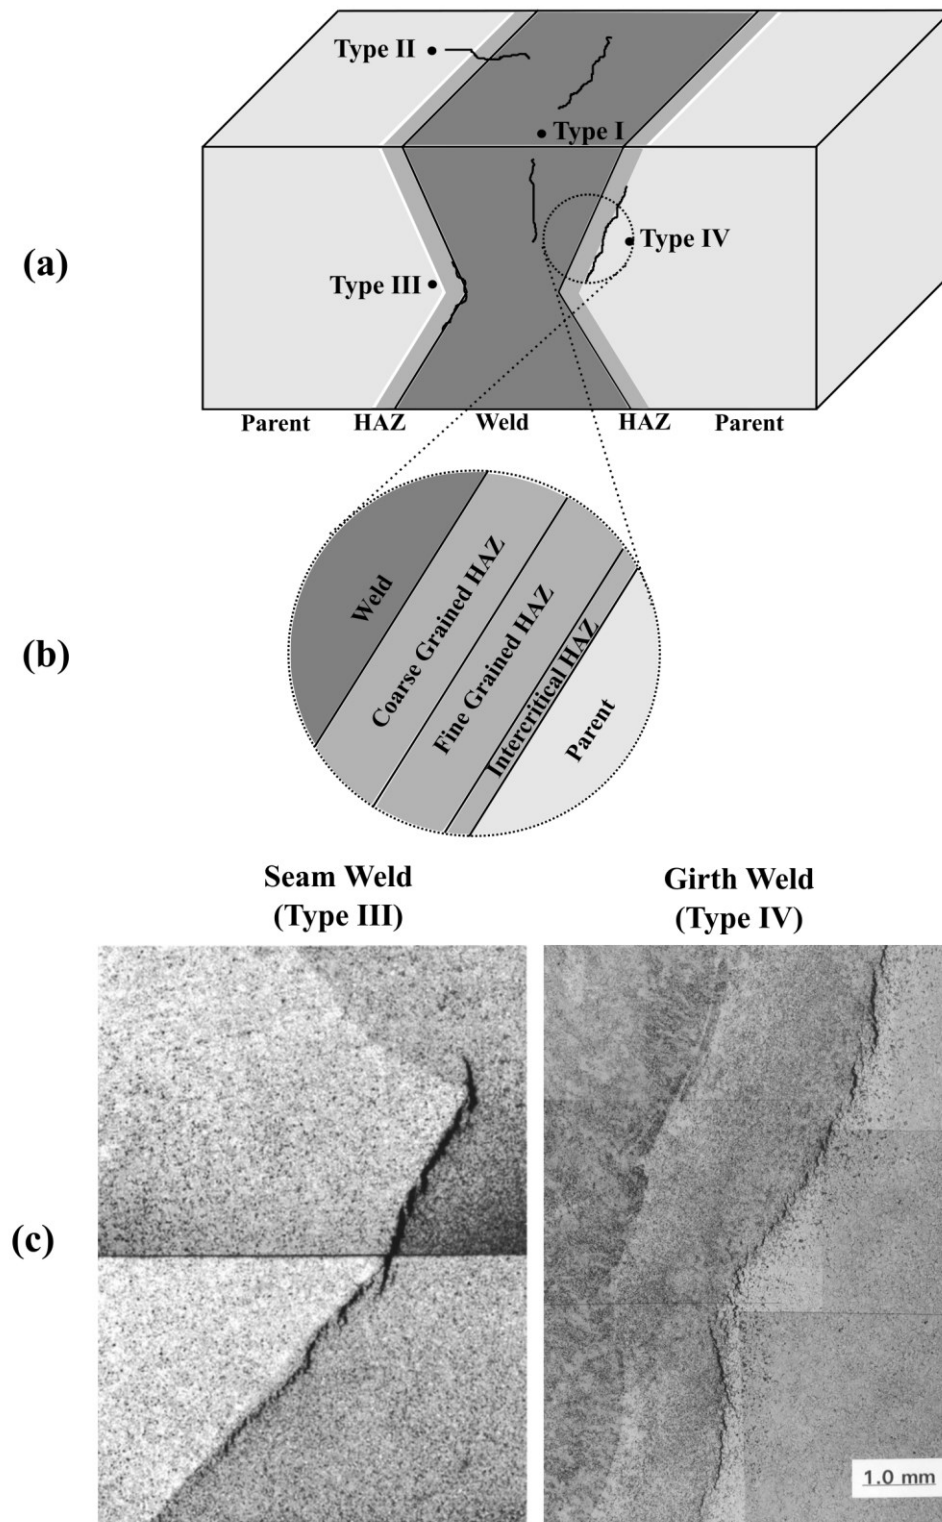 Type II
Type I
(a)
Type IV
Type III
Parent HAZ Weld HAZ Parent
(b)
Weld
Coarse Grained HAZ
Fine Grained HAZ
Intercritical HAZ
Parent
Seam Weld
(Type III)
Girth Weld
(Type IV)
(c)
1.0 mm